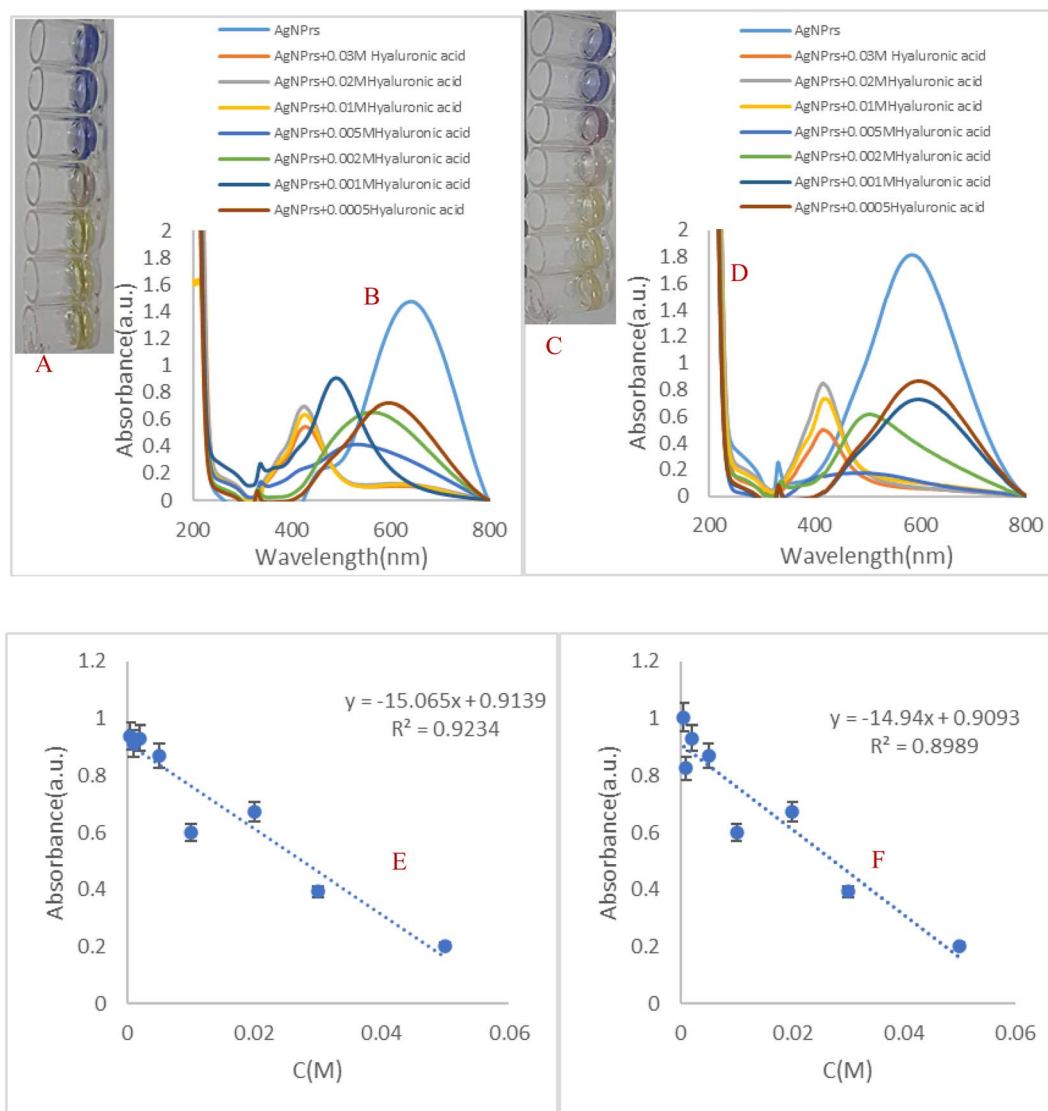 AgNPrs
AgNPrs+0.03M Hyaluronic acid
AgNPrs+0.02MHyaluronic acid
AgNPrs+0.01MHyaluronic acid
AgNPrs+0.005MHyaluronic acid
AgNPrs+0.002MHyaluronic acid
AgNPrs+0.001MHyaluronic acid
AgNPrs+0.0005Hyaluronic acid
A
B
Absorbance(a.u.)
2
1.8
1.6
1.4
1.2
1
0.8
0.6
0.4
0.2
0
200 400 600 800
Wavelength(nm)
AgNPrs
AgNPrs+0.03M Hyaluronic acid
AgNPrs+0.02MHyaluronic acid
AgNPrs+0.01MHyaluronic acid
AgNPrs+0.005MHyaluronic acid
AgNPrs+0.002MHyaluronic acid
AgNPrs+0.001MHyaluronic acid
AgNPrs+0.0005Hyaluronic acid
C
D
Absorbance(a.u.)
2
1.8
1.6
1.4
1.2
1
0.8
0.6
0.4
0.2
0
200 400 600 800
Wavelength(nm)
1.2
1
0.8
0.6
0.4
0.2
0
Absorbance(a.u.)
y = -15.065x + 0.9139
R² = 0.9234
E
0 0.02 0.04 0.06
C(M)
1.2
1
0.8
0.6
0.4
0.2
0
Absorbance(a.u.)
y = -14.94x + 0.9093
R² = 0.8989
F
0 0.02 0.04 0.06
C(M)